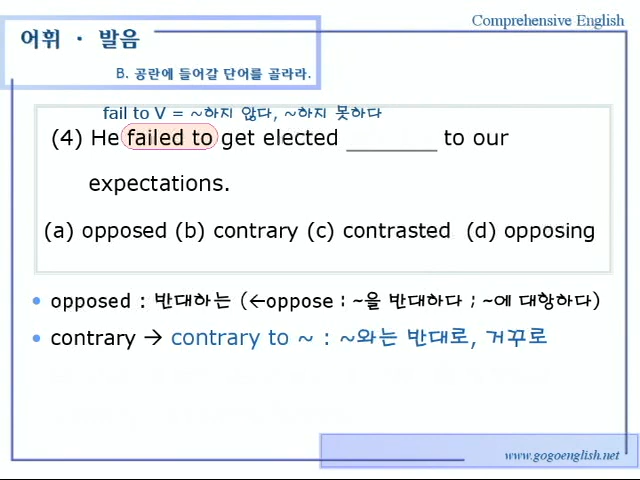 Comprehensive English
어휘 · 발음
B. 공란에 들어갈 단어를 골라라.
fail to V = ~하지 않다, ~하지 못하다
(4) He failed to get elected ________ to our
expectations.
(a) opposed (b) contrary (c) contrasted (d) opposing
• opposed : 반대하는 (←oppose : ~을 반대하다 ; ~에 대항하다)
• contrary → contrary to ~ : ~와는 반대로, 거꾸로
www.gogoenglish.net